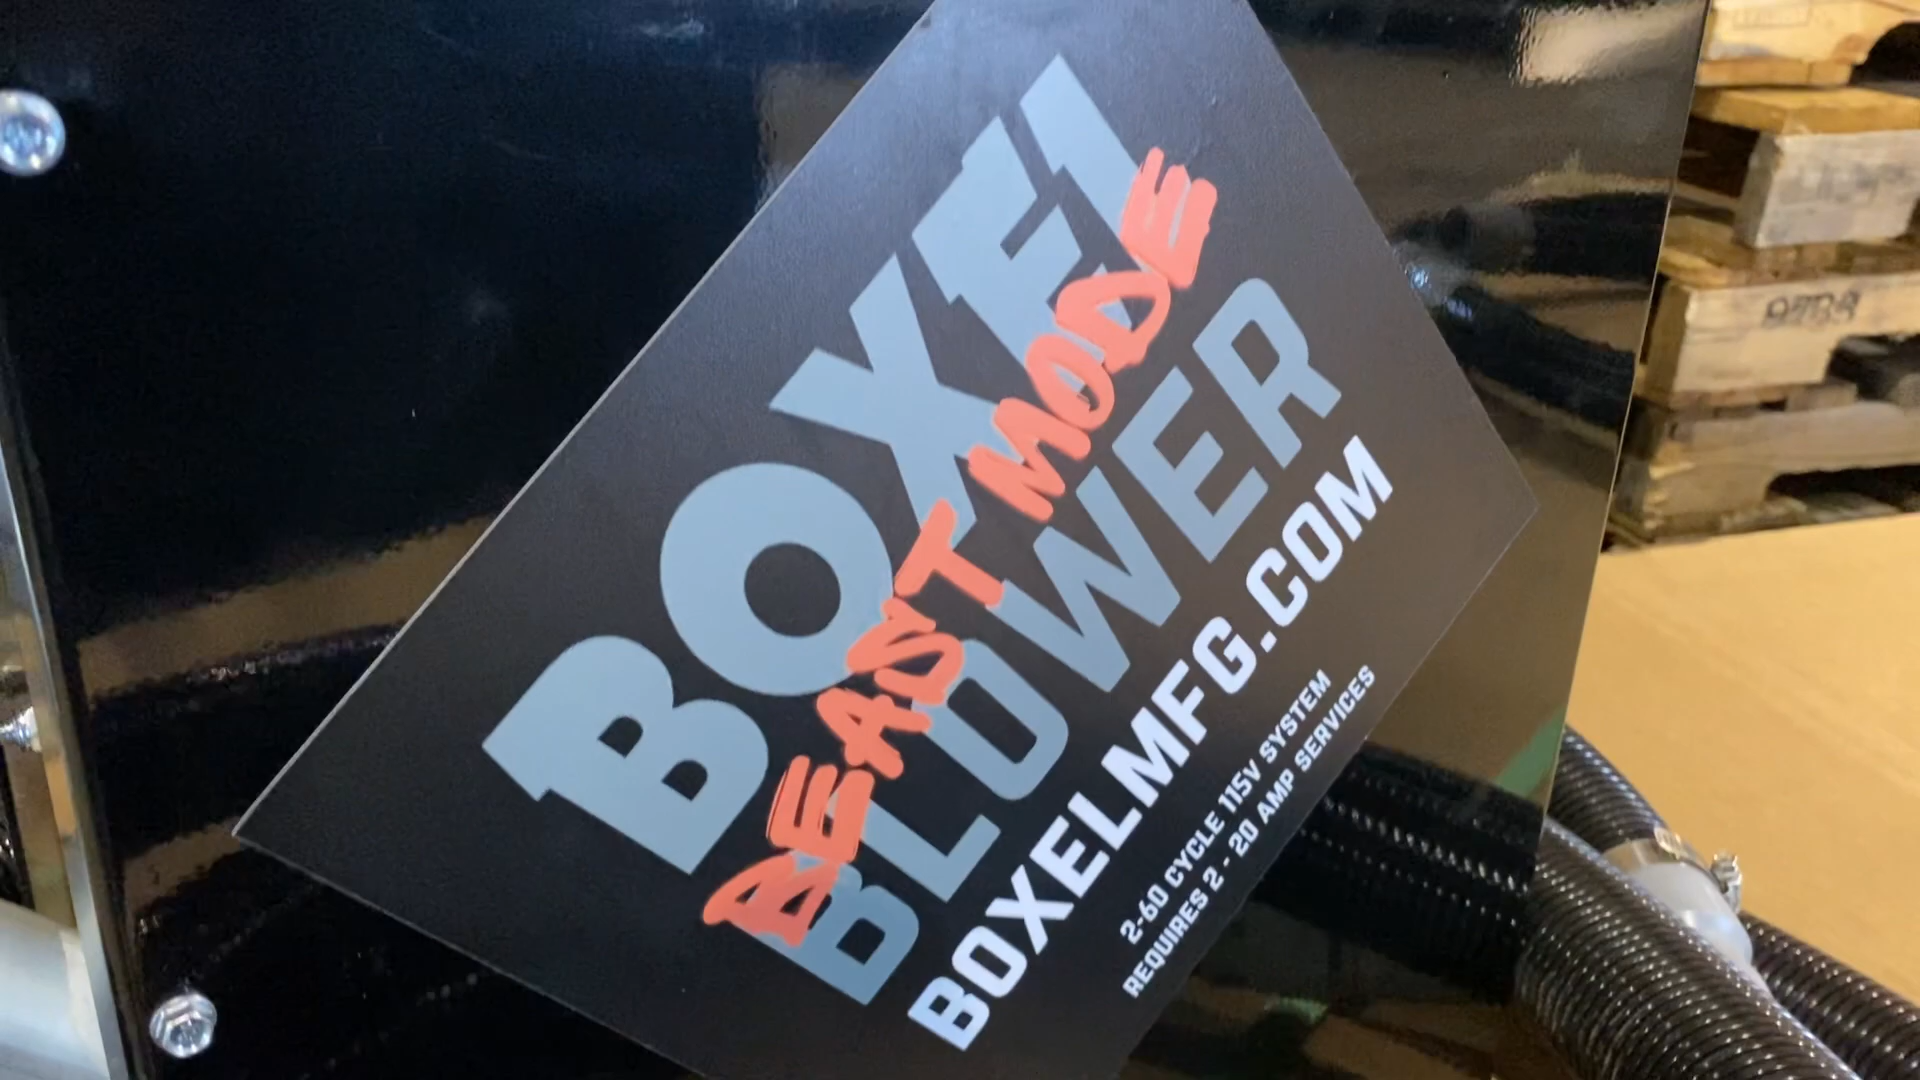 BOXEL
BEAST MODE
BLOWER
BOXELMFG.COM
2-60 CYCLE 115V SYSTEM
REQUIRES 2 - 20 AMP SERVICES